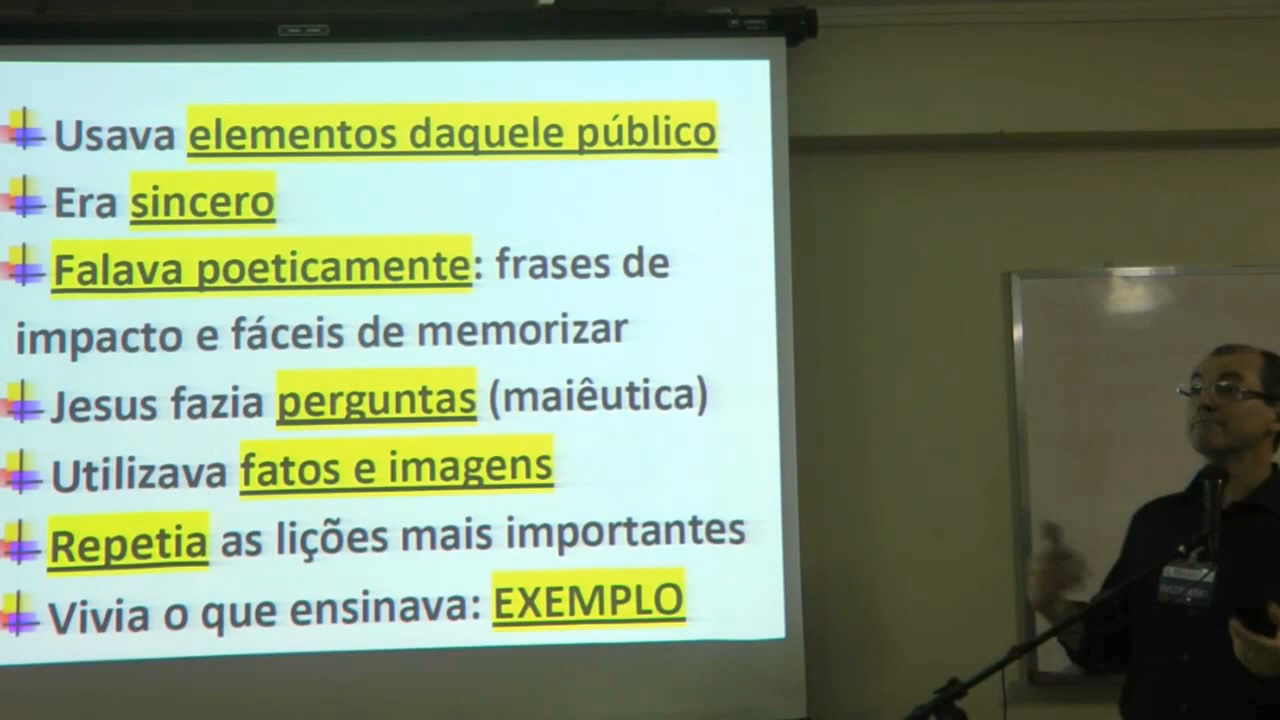 Usava elementos daquele público
Era sincero
Falava poeticamente: frases de
impacto e fáceis de memorizar
Jesus fazia perguntas (maiêutica)
Utilizava fatos e imagens
Repetia as lições mais importantes
Vivia o que ensinava: EXEMPLO